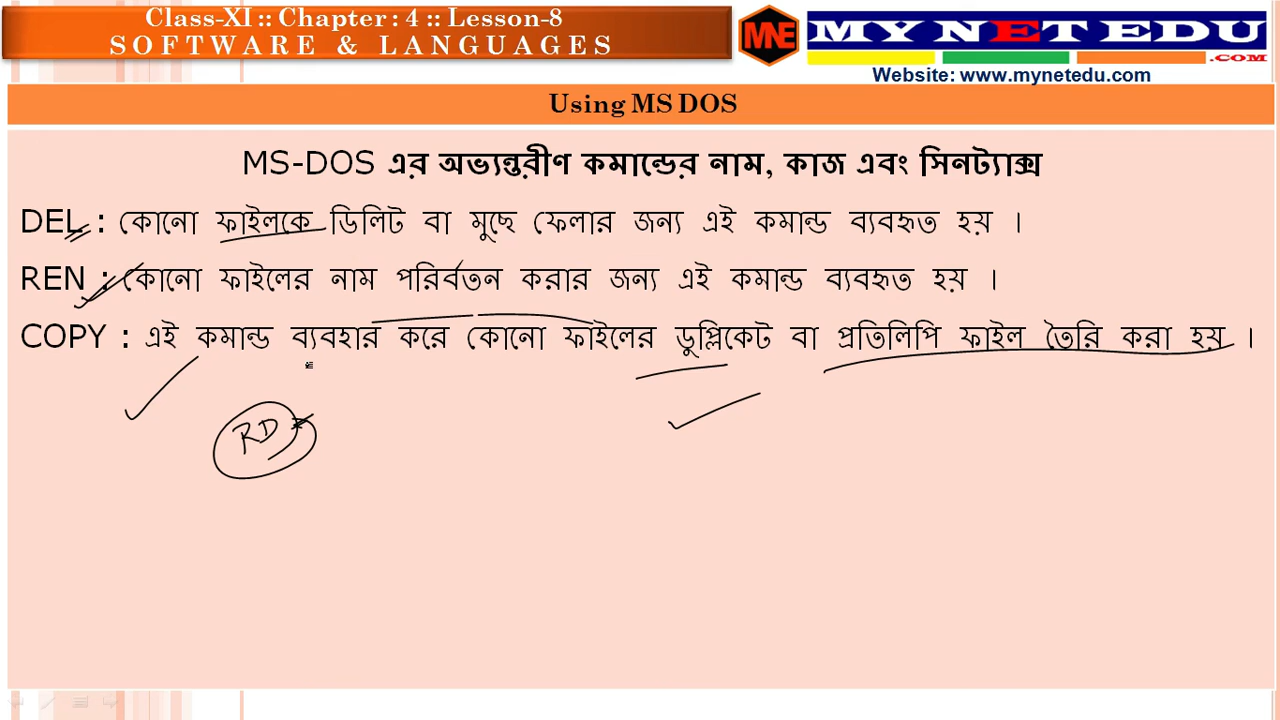 Class-XI :: Chapter : 4 :: Lesson-8
SOFTWARE & LANGUAGES
MNE
MYNETEDU
.COM
Website: www.mynetedu.com
Using MS DOS
MS-DOS এর অভ্যন্তরীণ কমান্ডের নাম, কাজ এবং সিনট্যাক্স
DEL : কোনো ফাইলকে ডিলিট বা মুছে ফেলার জন্য এই কমান্ড ব্যবহৃত হয় ।
REN : কোনো ফাইলের নাম পরির্বতন করার জন্য এই কমান্ড ব্যবহৃত হয় ।
COPY : এই কমান্ড ব্যবহার করে কোনো ফাইলের ডুপ্লিকেট বা প্রতিলিপি ফাইল তৈরি করা হয় ।
RD